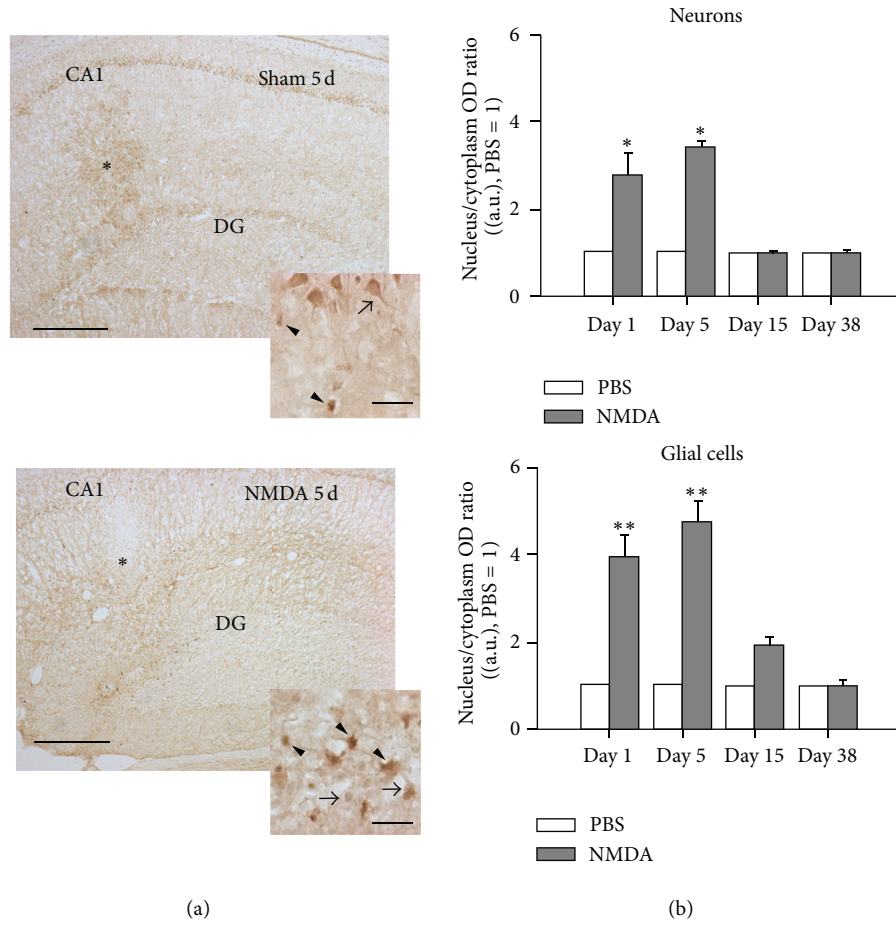 CA1
Sham 5 d
*
DG
CA1
NMDA 5 d
*
DG
(a)
Neurons
Nucleus/cytoplasm OD ratio
((a.u.), PBS = 1)
6
4
2
0
*
*
Day 1
Day 5
Day 15
Day 38
PBS
NMDA
Glial cells
Nucleus/cytoplasm OD ratio
((a.u.), PBS = 1)
6
4
2
0
**
**
Day 1
Day 5
Day 15
Day 38
PBS
NMDA
(b)